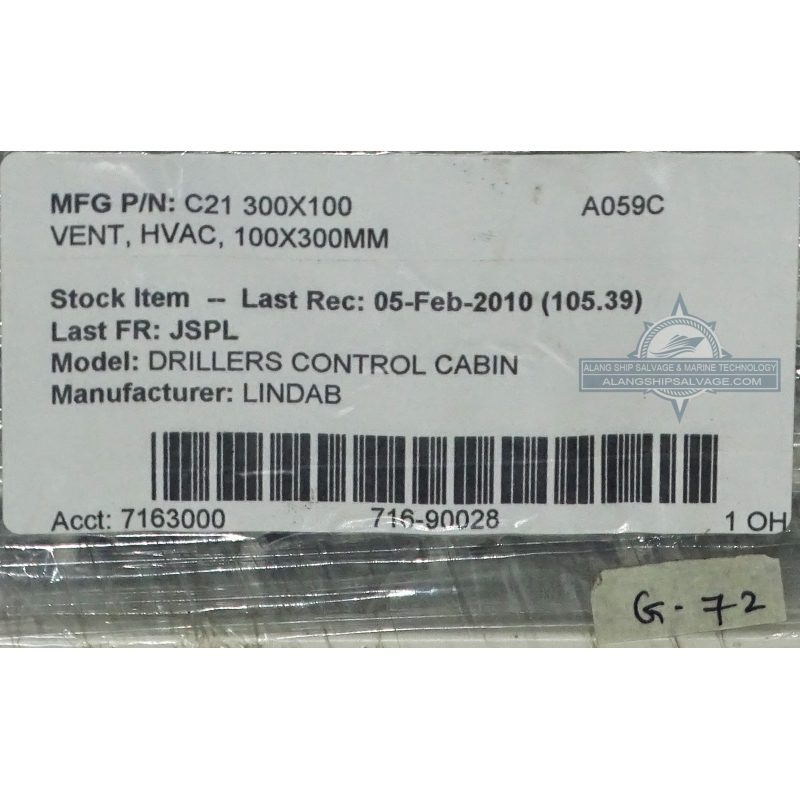 MFG P/N: C21 300X100 A059C
VENT, HVAC, 100X300MM
Stock Item -- Last Rec: 05-Feb-2010 (105.39)
Last FR: JSPL
Model: DRILLERS CONTROL CABIN
Manufacturer: LINDAB
ALANG SHIP SALVAGE & MARINE TECHNOLOGY
ALANGSHIPSALVAGE.COM
Acct: 7163000 716-90028 1 OH
G-72